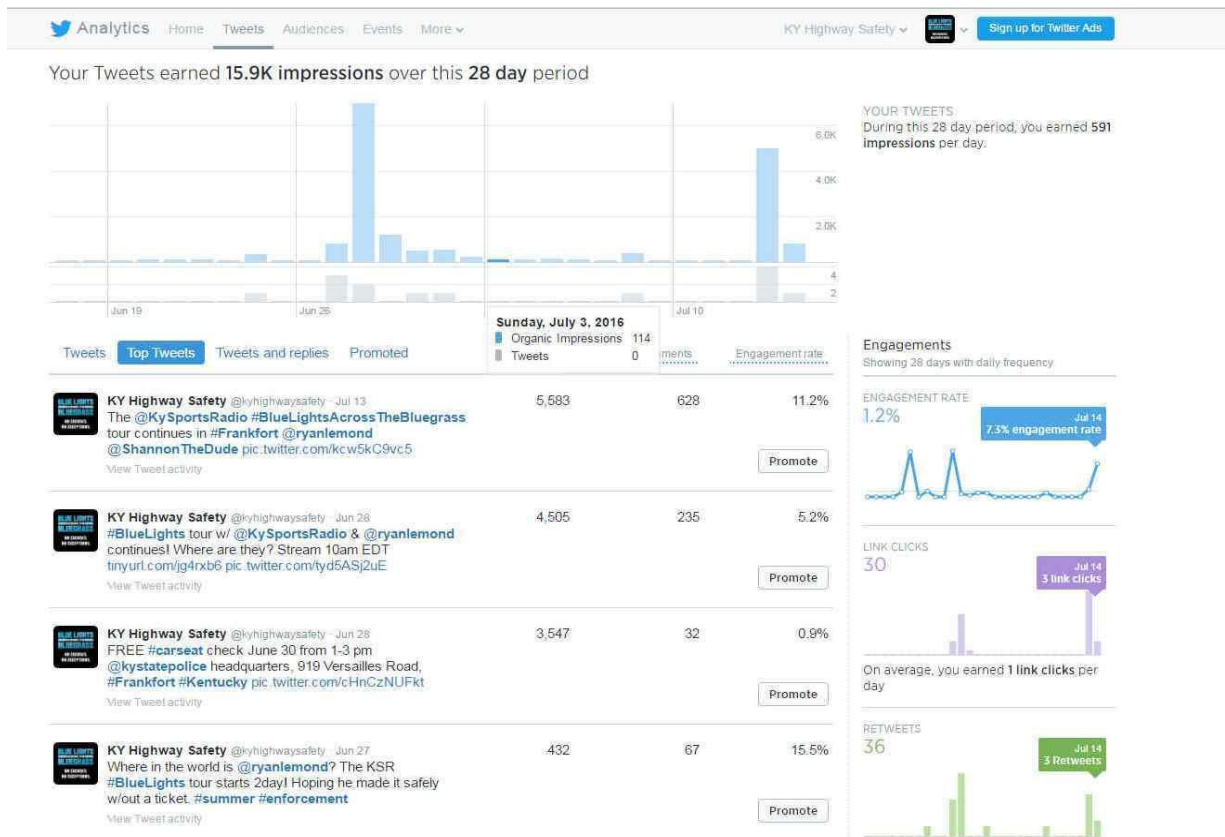 Analytics Home Tweets Audiences Events More KY Highway Safety Sign up for Twitter Ads
Your Tweets earned 15.9K impressions over this 28 day period
YOUR TWEETS
During this 28 day period, you earned 591
impressions per day.
6.0K
4.0K
2.0K
4
2
Jun 19 Jun 26 Jul 10
Sunday, July 3, 2016
Organic Impressions 114
Tweets 0
Tweets Top Tweets Tweets and replies Promoted ments Engagement rate
KY Highway Safety @kyhighwaysafety · Jul 13 5,583 628 11.2%
The @KySportsRadio #BlueLightsAcrossTheBluegrass
tour continues in #Frankfort @ryanlemond
@ShannonTheDude pic.twitter.com/kcw5kC9vc5
View Tweet activity
Promote
KY Highway Safety @kyhighwaysafety · Jun 28 4,505 235 5.2%
#BlueLights tour w/ @KySportsRadio & @ryanlemond
continues! Where are they? Stream 10am EDT
tinyurl.com/jg4rxb6 pic.twitter.com/tyd5ASj2uE
View Tweet activity
Promote
KY Highway Safety @kyhighwaysafety · Jun 28 3,547 32 0.9%
FREE #carseat check June 30 from 1-3 pm
@kystatepolice headquarters, 919 Versailles Road,
#Frankfort #Kentucky pic.twitter.com/cHnCzNUFkt
View Tweet activity
Promote
KY Highway Safety @kyhighwaysafety · Jun 27 432 67 15.5%
Where in the world is @ryanlemond? The KSR
#BlueLights tour starts 2day! Hoping he made it safely
w/out a ticket. #summer #enforcement
View Tweet activity
Promote
Engagements
Showing 28 days with daily frequency
ENGAGEMENT RATE
1.2%
Jul 14
7.3% engagement rate
LINK CLICKS
30
Jul 14
3 link clicks
On average, you earned 1 link clicks per
day
RETWEETS
36
Jul 14
3 Retweets